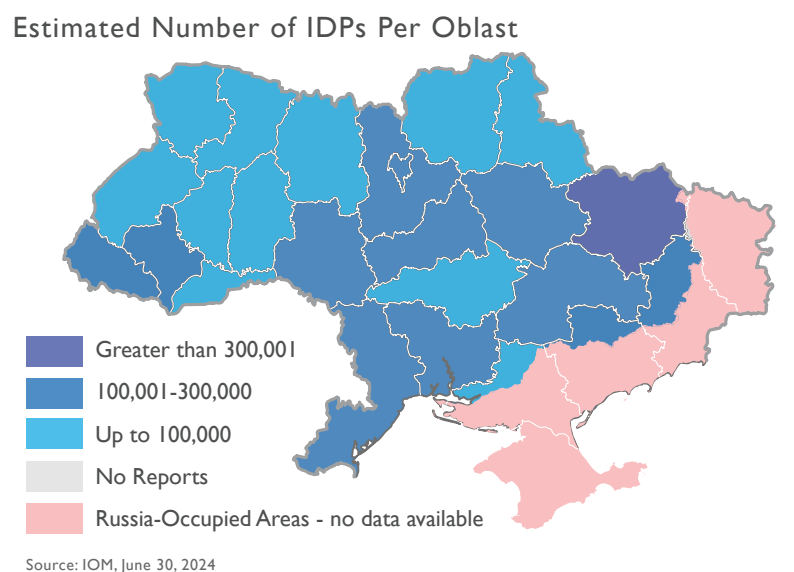 Estimated Number of IDPs Per Oblast
Greater than 300,001
100,001-300,000
Up to 100,000
No Reports
Russia-Occupied Areas - no data available
Source: IOM, June 30, 2024